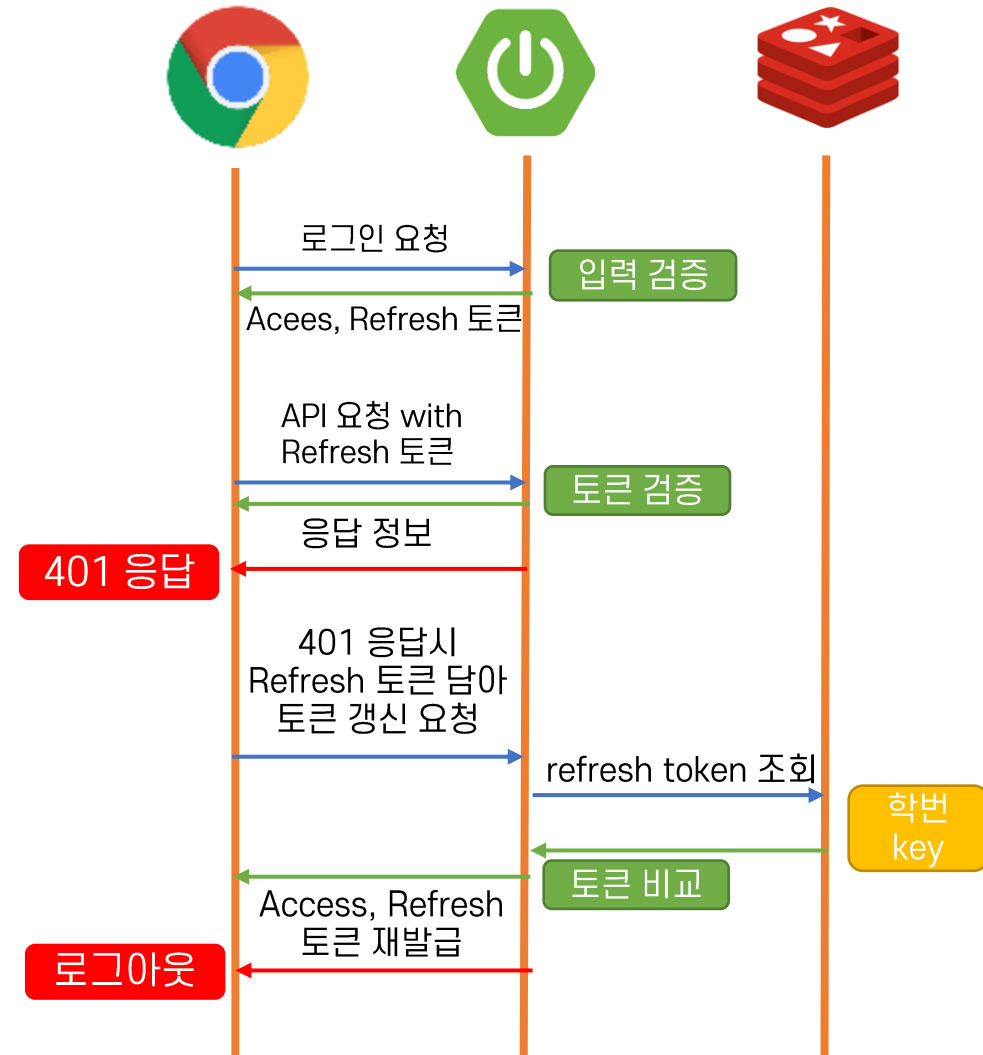 로그인 요청
입력 검증
Acees, Refresh 토큰
API 요청 with
Refresh 토큰
토큰 검증
응답 정보
401 응답
401 응답시
Refresh 토큰 담아
토큰 갱신 요청
refresh token 조회
학번
key
토큰 비교
Access, Refresh
토큰 재발급
로그아웃